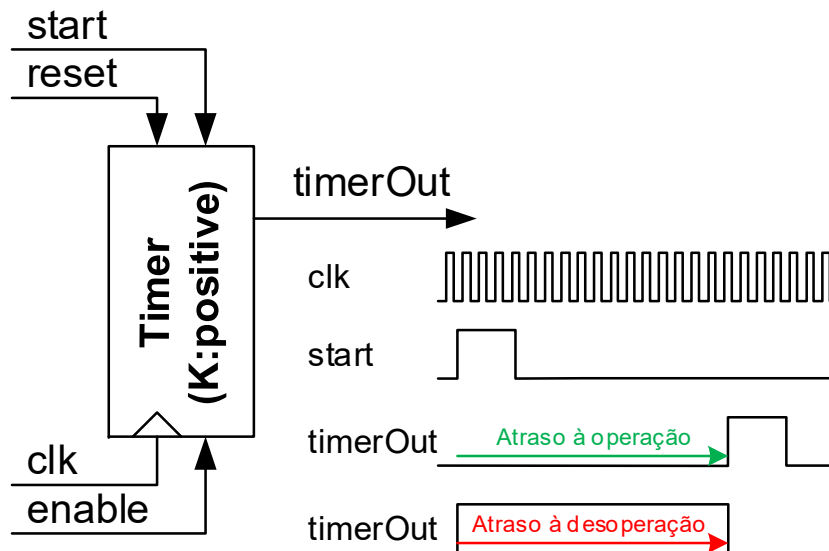 start
reset
timerOut
Timer
(K:positive)
clk
start
timerOut
Atraso à operação
clk
enable
timerOut
Atraso à desoperação